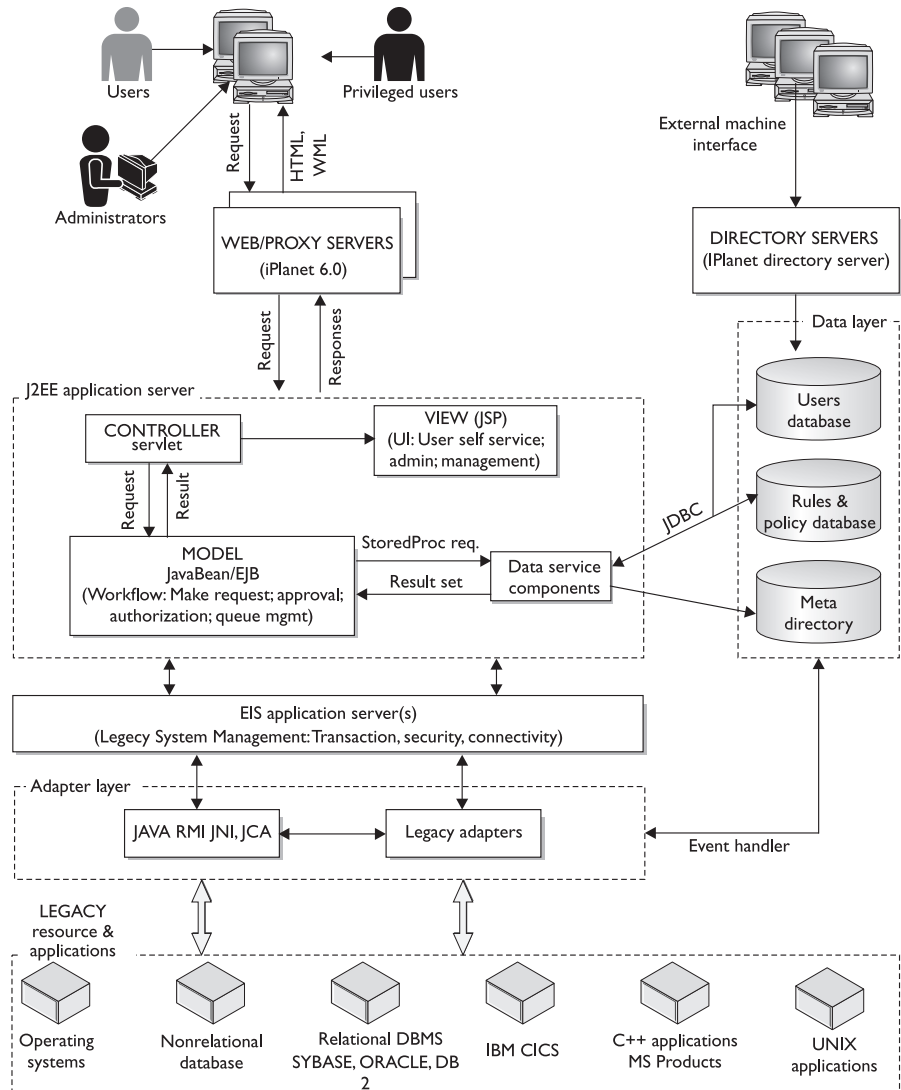 Users
Privileged users
Administrators
Request
HTML,
WML
External machine
interface
WEB/PROXY SERVERS
(iPlanet 6.0)
DIRECTORY SERVERS
(IPlanet directory server)
Request
Responses
Data layer
J2EE application server
CONTROLLER
servlet
VIEW (JSP)
(UI: User self service;
admin; management)
Users
database
Request
Result
JDBC
Rules &
policy database
MODEL
JavaBean/EJB
(Workflow: Make request; approval;
authorization; queue mgmt)
StoredProc req.
Result set
Data service
components
Meta
directory
EIS application server(s)
(Legacy System Management: Transaction, security, connectivity)
Adapter layer
JAVA RMI JNI, JCA
Legacy adapters
Event handler
LEGACY
resource &
applications
Operating
systems
Nonrelational
database
Relational DBMS
SYBASE, ORACLE, DB
2
IBM CICS
C++ applications
MS Products
UNIX
applications